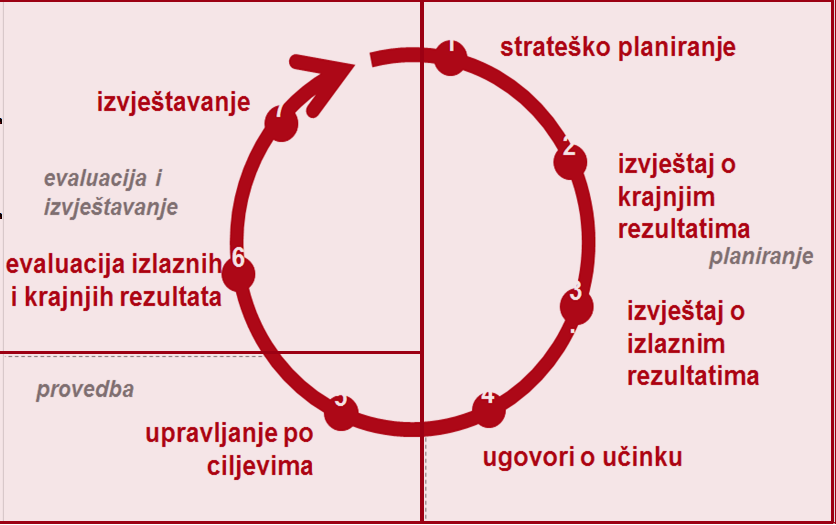 1
strateško planiranje
2
izvještaj o
krajnjim
rezultatima
planiranje
3
izvještaj o
izlaznim
rezultatima
4
ugovori o učinku
5
upravljanje po
ciljevima
provedba
6
evaluacija izlaznih
i krajnjih rezultata
evaluacija i
izvještavanje
7
izvještavanje